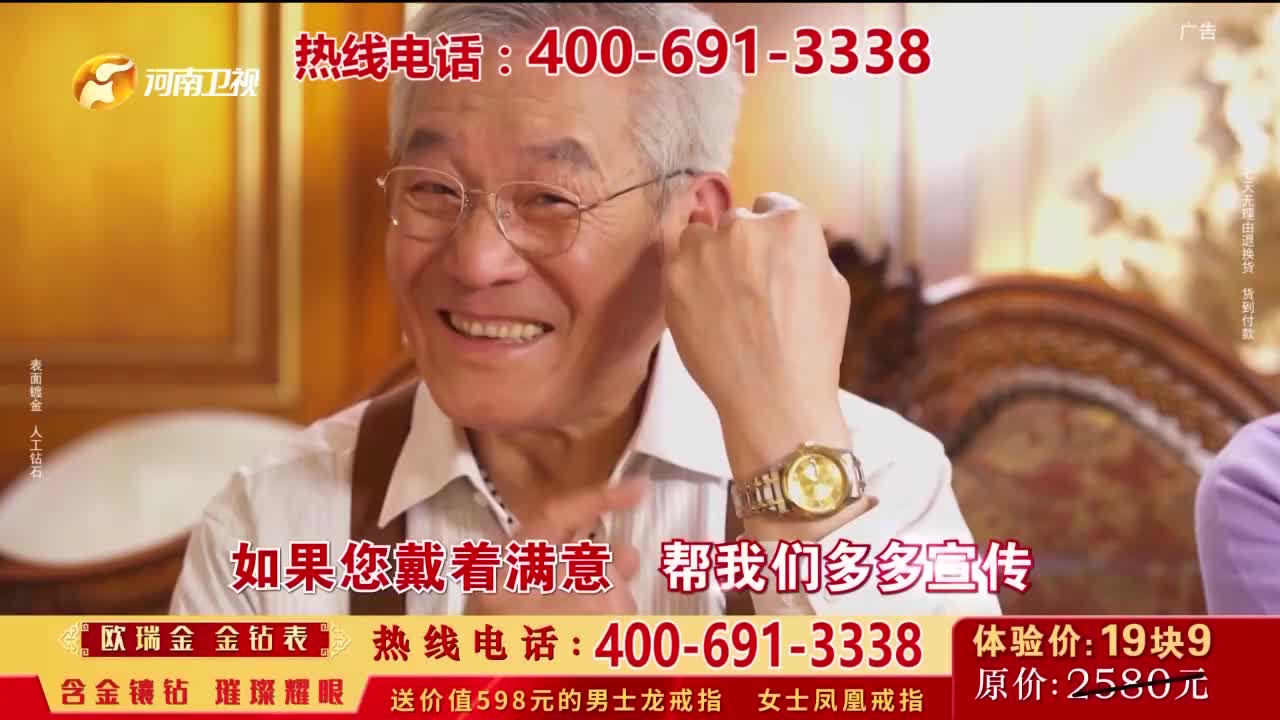 广告
河南卫视
热线电话：400-691-3338
七天无理由退换货 货到付款
表面镀金 人工钻石
如果您戴着满意 帮我们多多宣传
欧瑞金 金钻表
热线电话：400-691-3338
体验价：19块9
原价：2580元
含金镶钻 璀璨耀眼
送价值598元的男士龙戒指 女士凤凰戒指